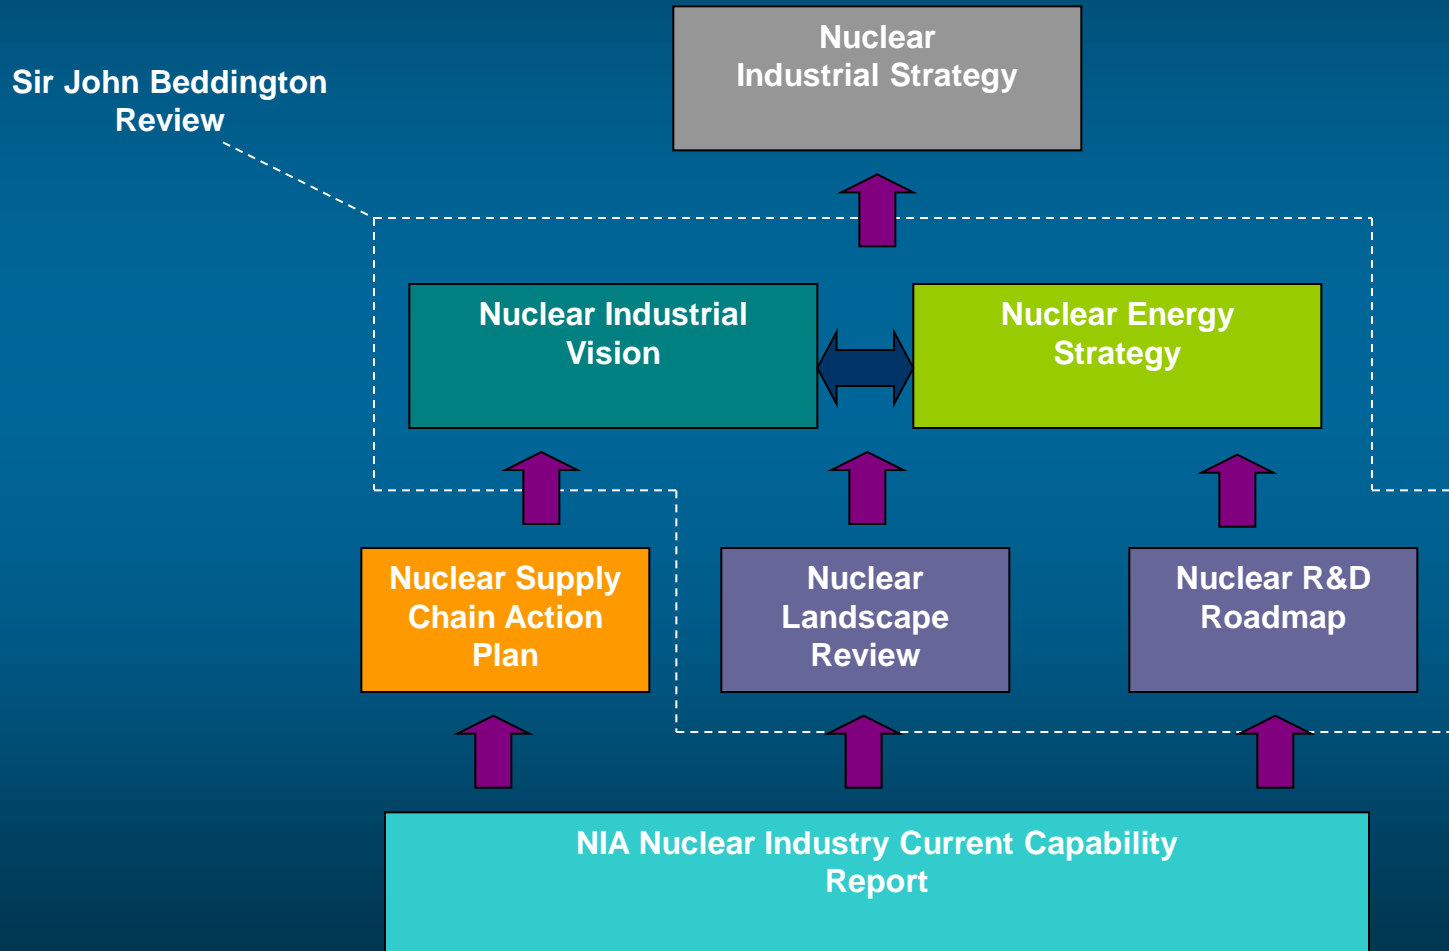 Nuclear
Industrial Strategy
Sir John Beddington
Review
Nuclear Industrial
Vision
Nuclear Energy
Strategy
Nuclear Supply
Chain Action
Plan
Nuclear
Landscape
Review
Nuclear R&D
Roadmap
NIA Nuclear Industry Current Capability
Report